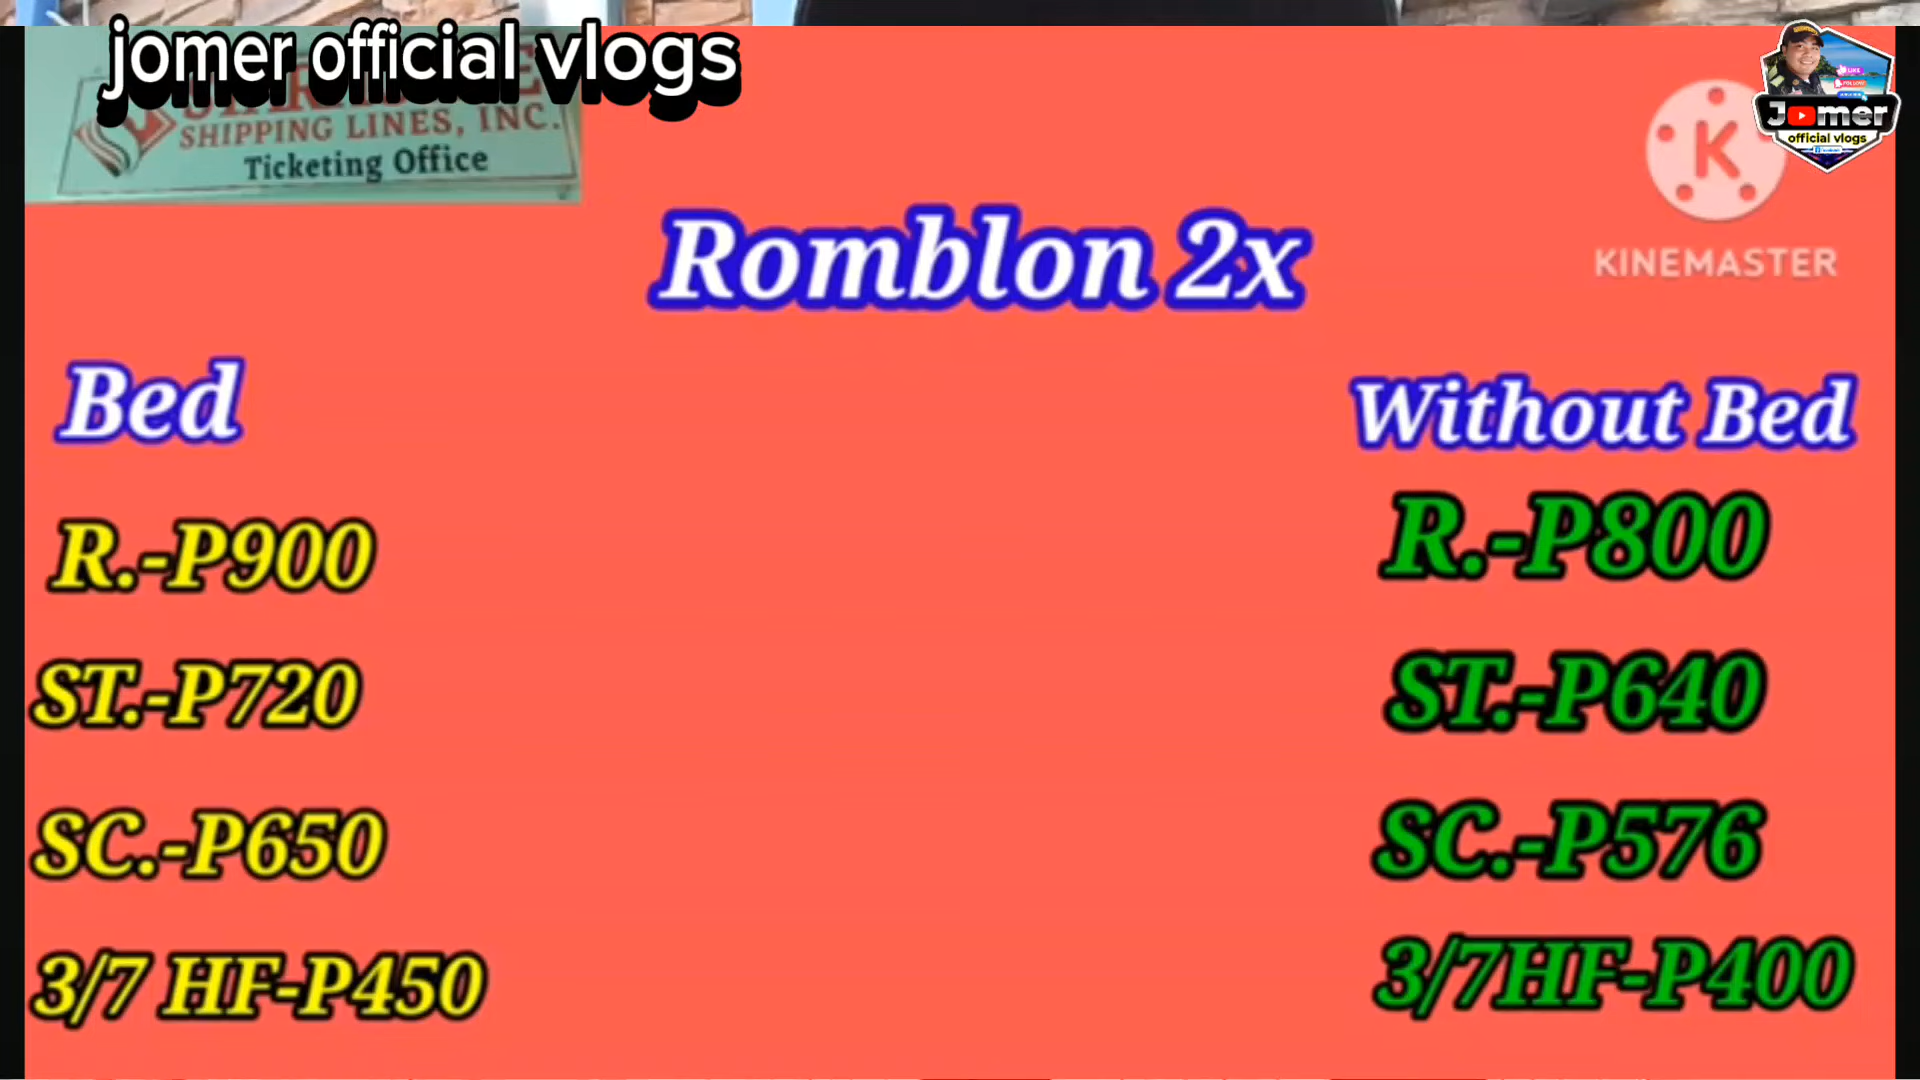 jomer official vlogs
SHIPPING LINES, INC.
Ticketing Office
K
KINEMASTER
Jomer
official vlogs
Romblon 2x
Bed
Without Bed
R.-P900
R.-P800
ST.-P720
ST.-P640
SC.-P650
SC.-P576
3/7 HF-P450
3/7HF-P400